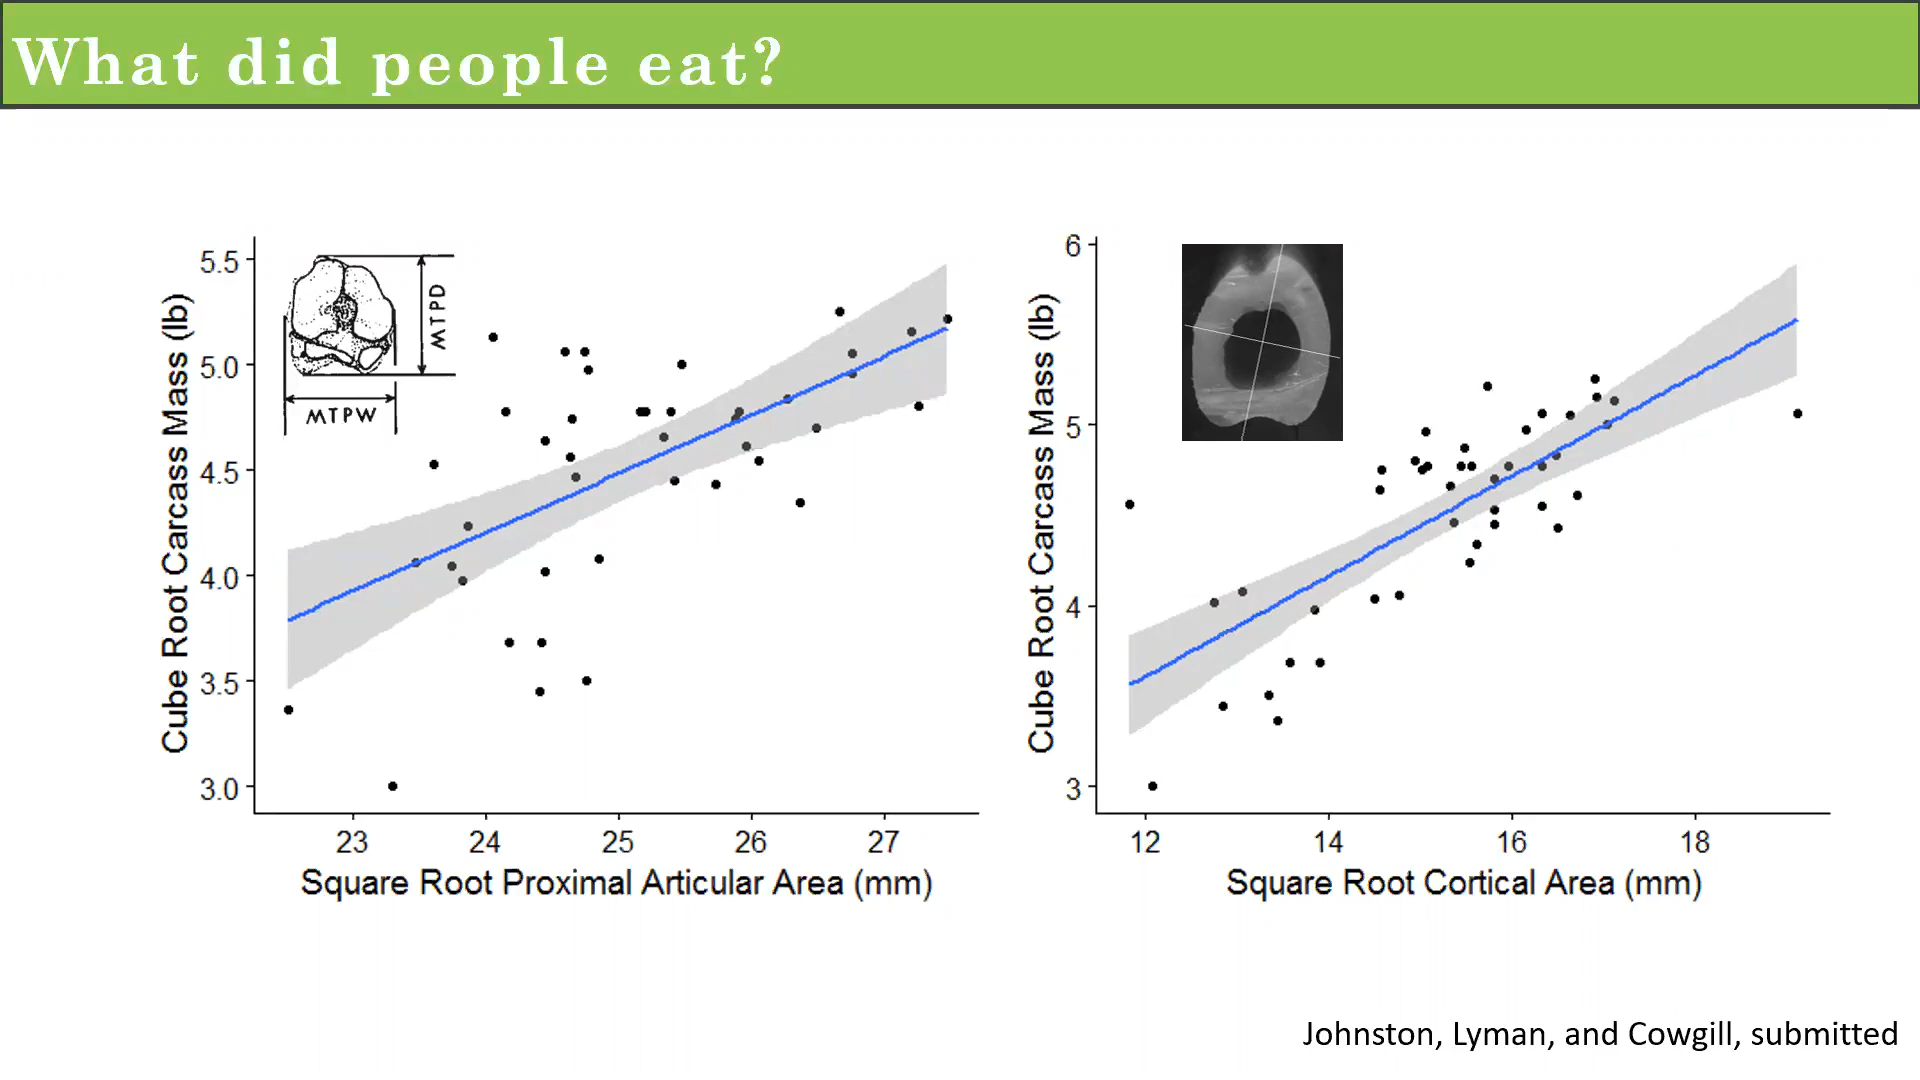 What did people eat?
Cube Root Carcass Mass (lb)
5.5
5.0
4.5
4.0
3.5
3.0
MTPD
MTPW
23 24 25 26 27
Square Root Proximal Articular Area (mm)
Cube Root Carcass Mass (lb)
6
5
4
3
12 14 16 18
Square Root Cortical Area (mm)
Johnston, Lyman, and Cowgill, submitted